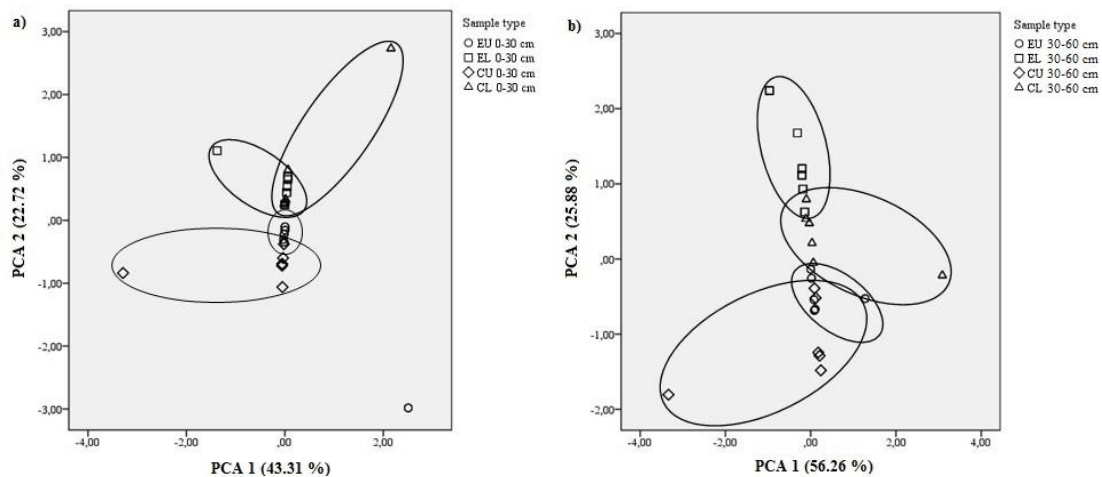 a)
Sample type
EU 0-30 cm
EL 0-30 cm
CU 0-30 cm
CL 0-30 cm
3,00
2,00
1,00
,00
-1,00
-2,00
-3,00
PCA 2 (22.72 %)
-4,00 -2,00 ,00 2,00
PCA 1 (43.31 %)
b)
Sample type
EU 30-60 cm
EL 30-60 cm
CU 30-60 cm
CL 30-60 cm
3,00
2,00
1,00
,00
-1,00
-2,00
PCA 2 (25.88 %)
-4,00 -2,00 ,00 2,00 4,00
PCA 1 (56.26 %)